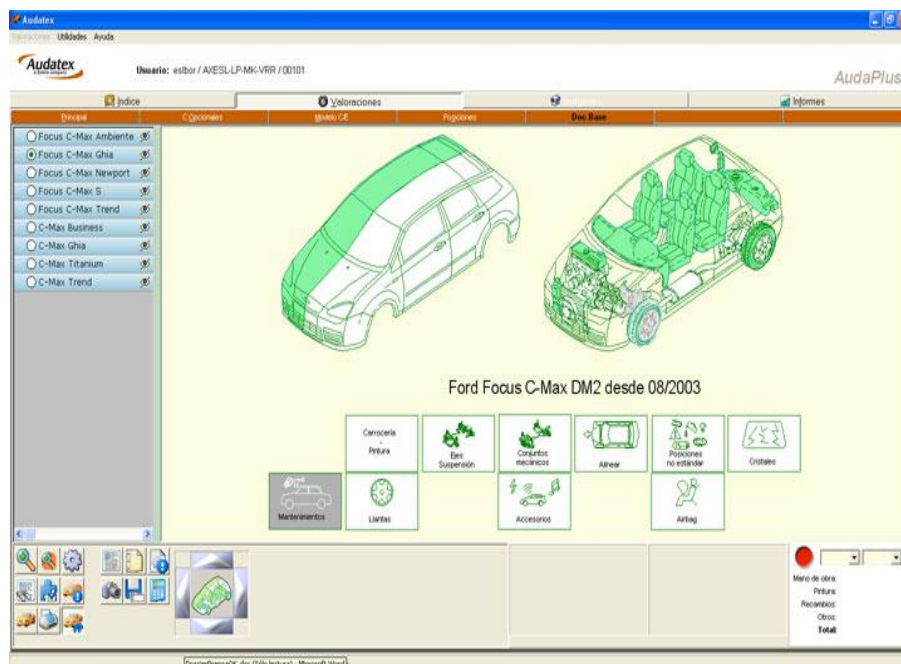 Audatex
Utilidades Ayuda
Audatex
Usuario: eslbor / AXESL-LP-MK-VRR / 00101
AudaPlus
Índice Valoraciones Informes
Principal C.Opcionales Modelo C/E Posiciones Doc.Base
Focus C-Max Ambiente
Focus C-Max Ghia
Focus C-Max Newport
Focus C-Max S
Focus C-Max Trend
C-Max Business
C-Max Ghia
C-Max Titanium
C-Max Trend
Ford Focus C-Max DM2 desde 08/2003
Carrocería
-
Pintura
Ejes
Suspensión
Conjuntos
mecánicos
Alinear
Posiciones
no estándar
Cristales
Mantenimientos
Llantas
Accesorios
Airbag
Mano de obra:
Pintura:
Recambios:
Otros:
Total: